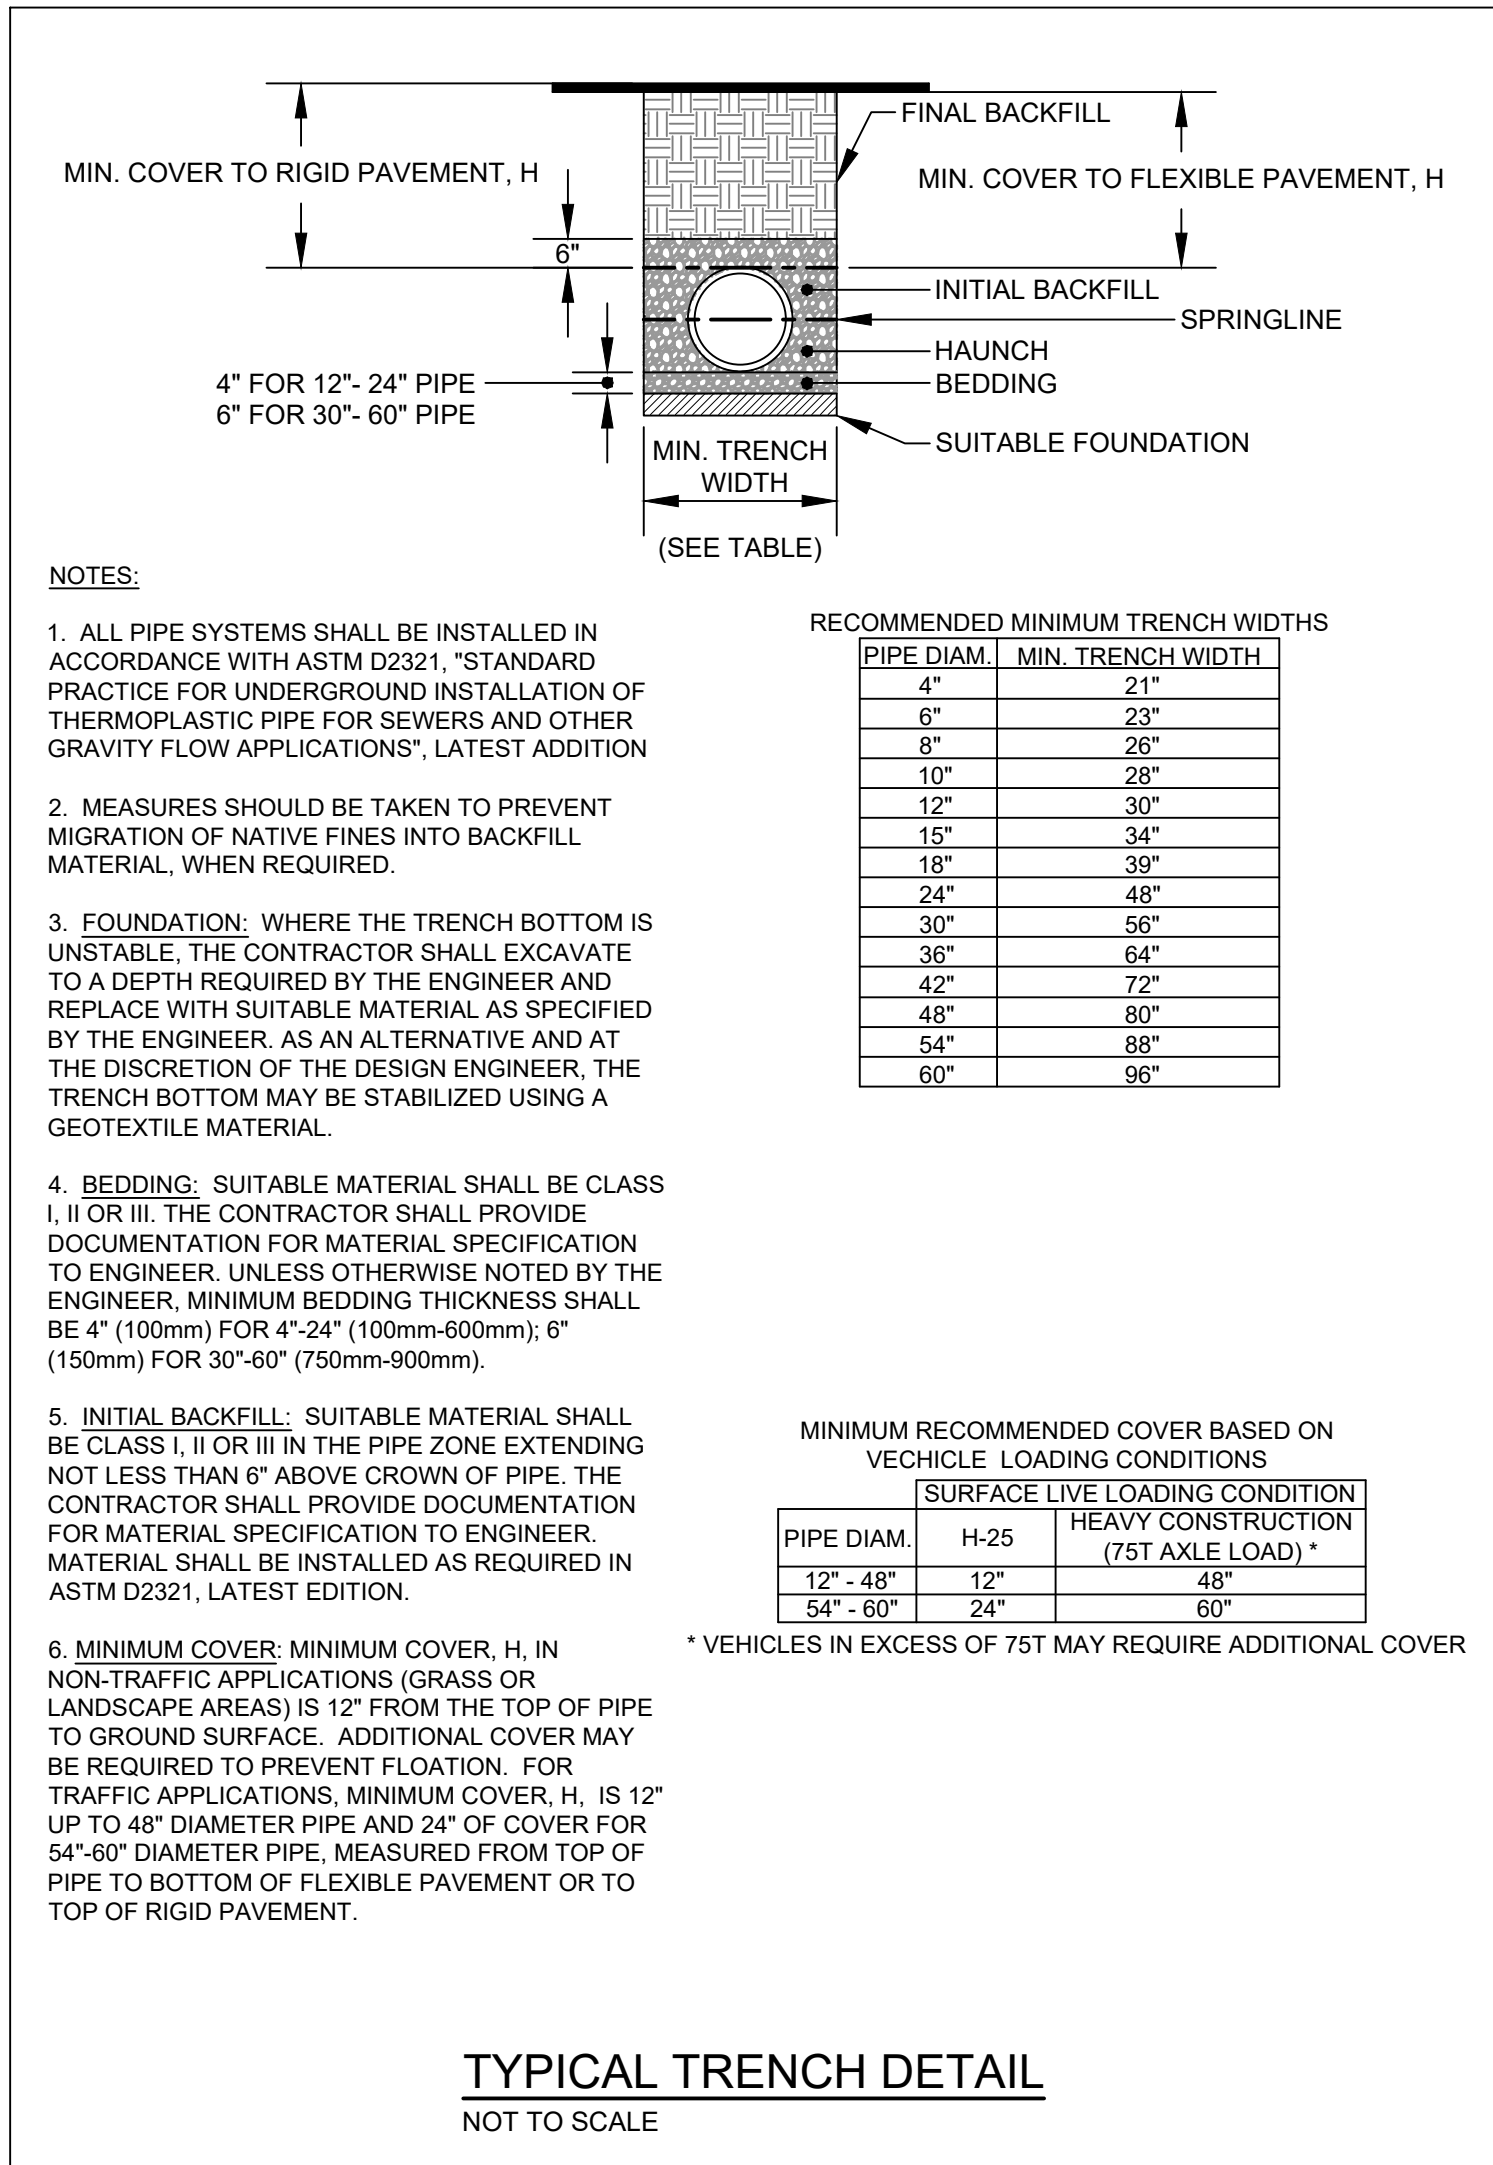 FINAL BACKFILL
MIN. COVER TO RIGID PAVEMENT, H
MIN. COVER TO FLEXIBLE PAVEMENT, H
6"
INITIAL BACKFILL
SPRINGLINE
HAUNCH
4" FOR 12"- 24" PIPE
BEDDING
6" FOR 30"- 60" PIPE
SUITABLE FOUNDATION
MIN. TRENCH
WIDTH
(SEE TABLE)
NOTES:
1. ALL PIPE SYSTEMS SHALL BE INSTALLED IN
ACCORDANCE WITH ASTM D2321, "STANDARD
PRACTICE FOR UNDERGROUND INSTALLATION OF
THERMOPLASTIC PIPE FOR SEWERS AND OTHER
GRAVITY FLOW APPLICATIONS", LATEST ADDITION
2. MEASURES SHOULD BE TAKEN TO PREVENT
MIGRATION OF NATIVE FINES INTO BACKFILL
MATERIAL, WHEN REQUIRED.
3. FOUNDATION: WHERE THE TRENCH BOTTOM IS
UNSTABLE, THE CONTRACTOR SHALL EXCAVATE
TO A DEPTH REQUIRED BY THE ENGINEER AND
REPLACE WITH SUITABLE MATERIAL AS SPECIFIED
BY THE ENGINEER. AS AN ALTERNATIVE AND AT
THE DISCRETION OF THE DESIGN ENGINEER, THE
TRENCH BOTTOM MAY BE STABILIZED USING A
GEOTEXTILE MATERIAL.
4. BEDDING: SUITABLE MATERIAL SHALL BE CLASS
I, II OR III. THE CONTRACTOR SHALL PROVIDE
DOCUMENTATION FOR MATERIAL SPECIFICATION
TO ENGINEER. UNLESS OTHERWISE NOTED BY THE
ENGINEER, MINIMUM BEDDING THICKNESS SHALL
BE 4" (100mm) FOR 4"-24" (100mm-600mm); 6"
(150mm) FOR 30"-60" (750mm-900mm).
5. INITIAL BACKFILL: SUITABLE MATERIAL SHALL
BE CLASS I, II OR III IN THE PIPE ZONE EXTENDING
NOT LESS THAN 6" ABOVE CROWN OF PIPE. THE
CONTRACTOR SHALL PROVIDE DOCUMENTATION
FOR MATERIAL SPECIFICATION TO ENGINEER.
MATERIAL SHALL BE INSTALLED AS REQUIRED IN
ASTM D2321, LATEST EDITION.
6. MINIMUM COVER: MINIMUM COVER, H, IN
NON-TRAFFIC APPLICATIONS (GRASS OR
LANDSCAPE AREAS) IS 12" FROM THE TOP OF PIPE
TO GROUND SURFACE. ADDITIONAL COVER MAY
BE REQUIRED TO PREVENT FLOATION. FOR
TRAFFIC APPLICATIONS, MINIMUM COVER, H, IS 12"
UP TO 48" DIAMETER PIPE AND 24" OF COVER FOR
54"-60" DIAMETER PIPE, MEASURED FROM TOP OF
PIPE TO BOTTOM OF FLEXIBLE PAVEMENT OR TO
TOP OF RIGID PAVEMENT.
RECOMMENDED MINIMUM TRENCH WIDTHS
PIPE DIAM. MIN. TRENCH WIDTH
4" 21"
6" 23"
8" 26"
10" 28"
12" 30"
15" 34"
18" 39"
24" 48"
30" 56"
36" 64"
42" 72"
48" 80"
54" 88"
60" 96"
MINIMUM RECOMMENDED COVER BASED ON
VECHICLE LOADING CONDITIONS
SURFACE LIVE LOADING CONDITION
PIPE DIAM. H-25 HEAVY CONSTRUCTION
(75T AXLE LOAD) *
12" - 48" 12" 48"
54" - 60" 24" 60"
* VEHICLES IN EXCESS OF 75T MAY REQUIRE ADDITIONAL COVER
TYPICAL TRENCH DETAIL
NOT TO SCALE